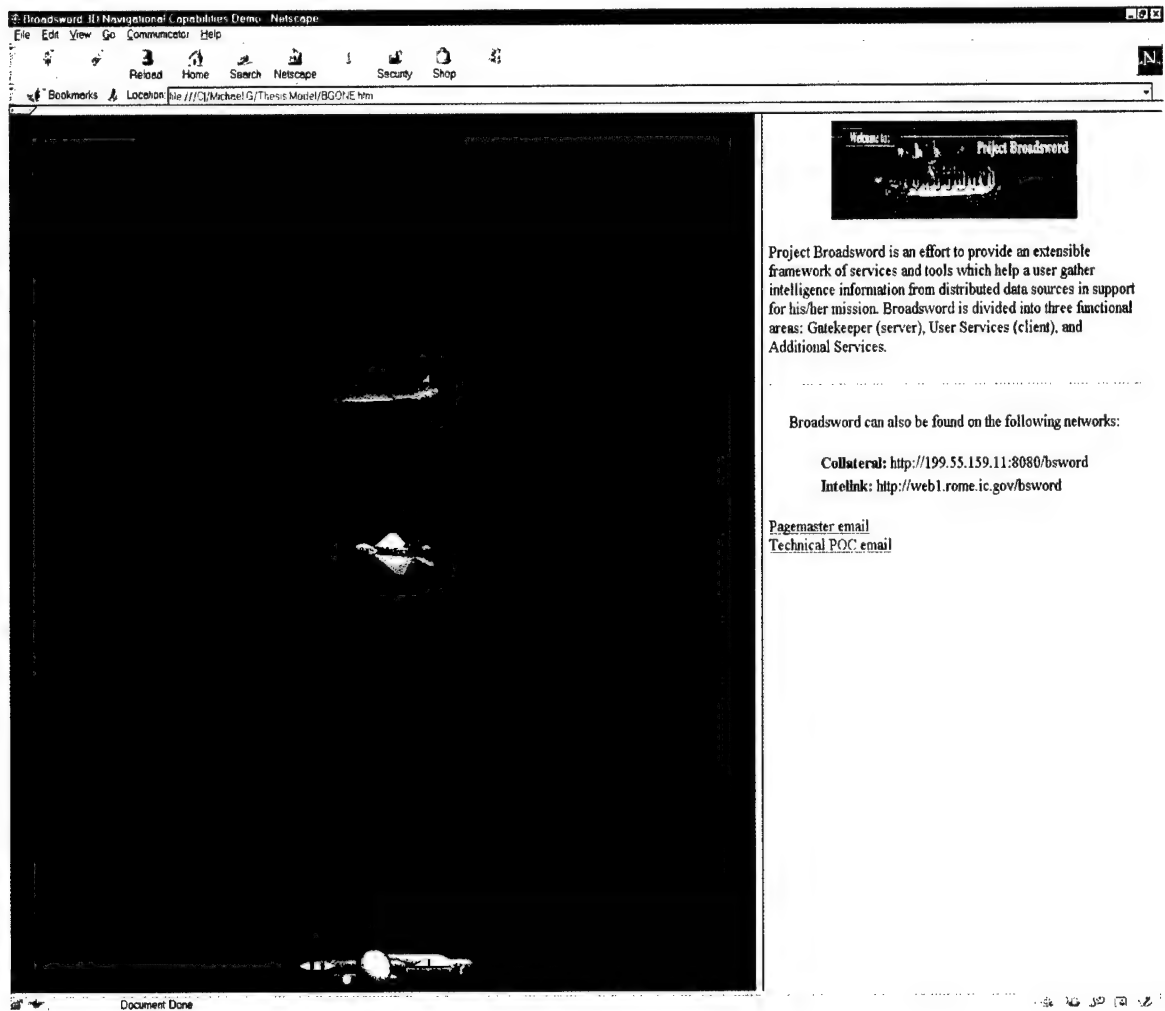 Broadsword 3D Navigational Capabilities Demo - Netscape
File Edit View Go Communicator Help
Reload Home Search Netscape Security Shop
Bookmarks Location: file:///C|/Michael G/Thesis Model/BGONE.htm
Welcome to:
Project Broadsword
Project Broadsword is an effort to provide an extensible
framework of services and tools which help a user gather
intelligence information from distributed data sources in support
for his/her mission. Broadsword is divided into three functional
areas: Gatekeeper (server), User Services (client), and
Additional Services.
Broadsword can also be found on the following networks:
Collateral: http://199.55.159.11:8080/bsword
Intelink: http://web1.rome.ic.gov/bsword
Pagemaster email
Technical POC email
Document Done